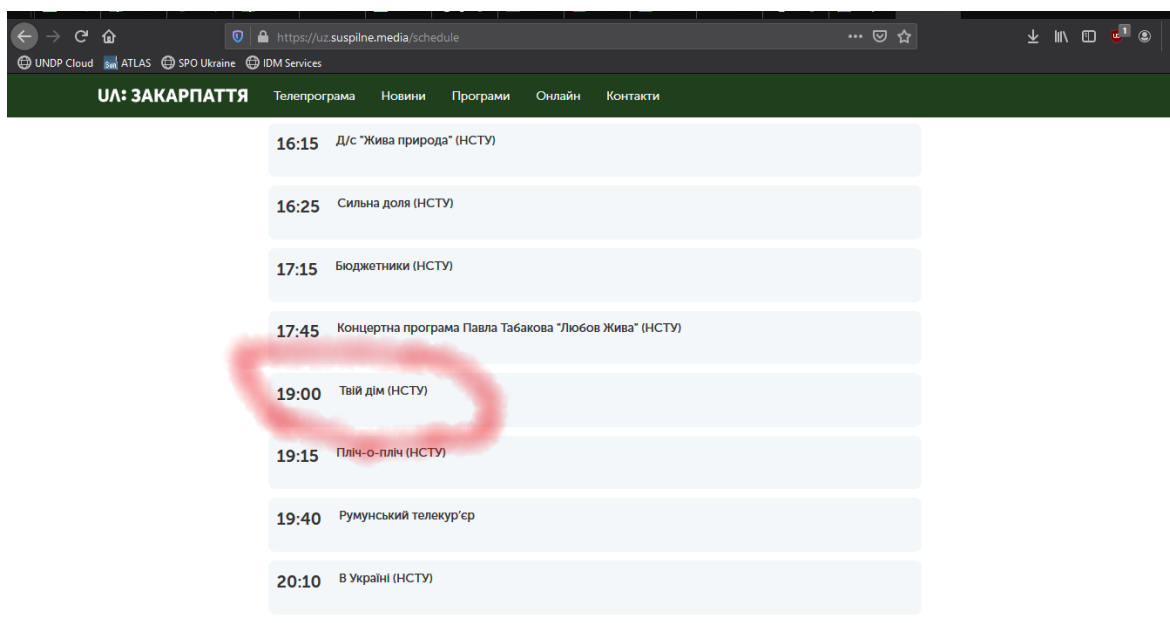 https://uz.suspilne.media/schedule
UNDP Cloud Sun ATLAS SPO Ukraine IDM Services
UA: ЗАКАРПАТТЯ Телепрограма Новини Програми Онлайн Контакти
16:15 Д/с "Жива природа" (НСТУ)
16:25 Сильна доля (НСТУ)
17:15 Бюджетники (НСТУ)
17:45 Концертна програма Павла Табакова "Любов Жива" (НСТУ)
19:00 Твій дім (НСТУ)
19:15 Пліч-о-пліч (НСТУ)
19:40 Румунський телекур'єр
20:10 В Україні (НСТУ)